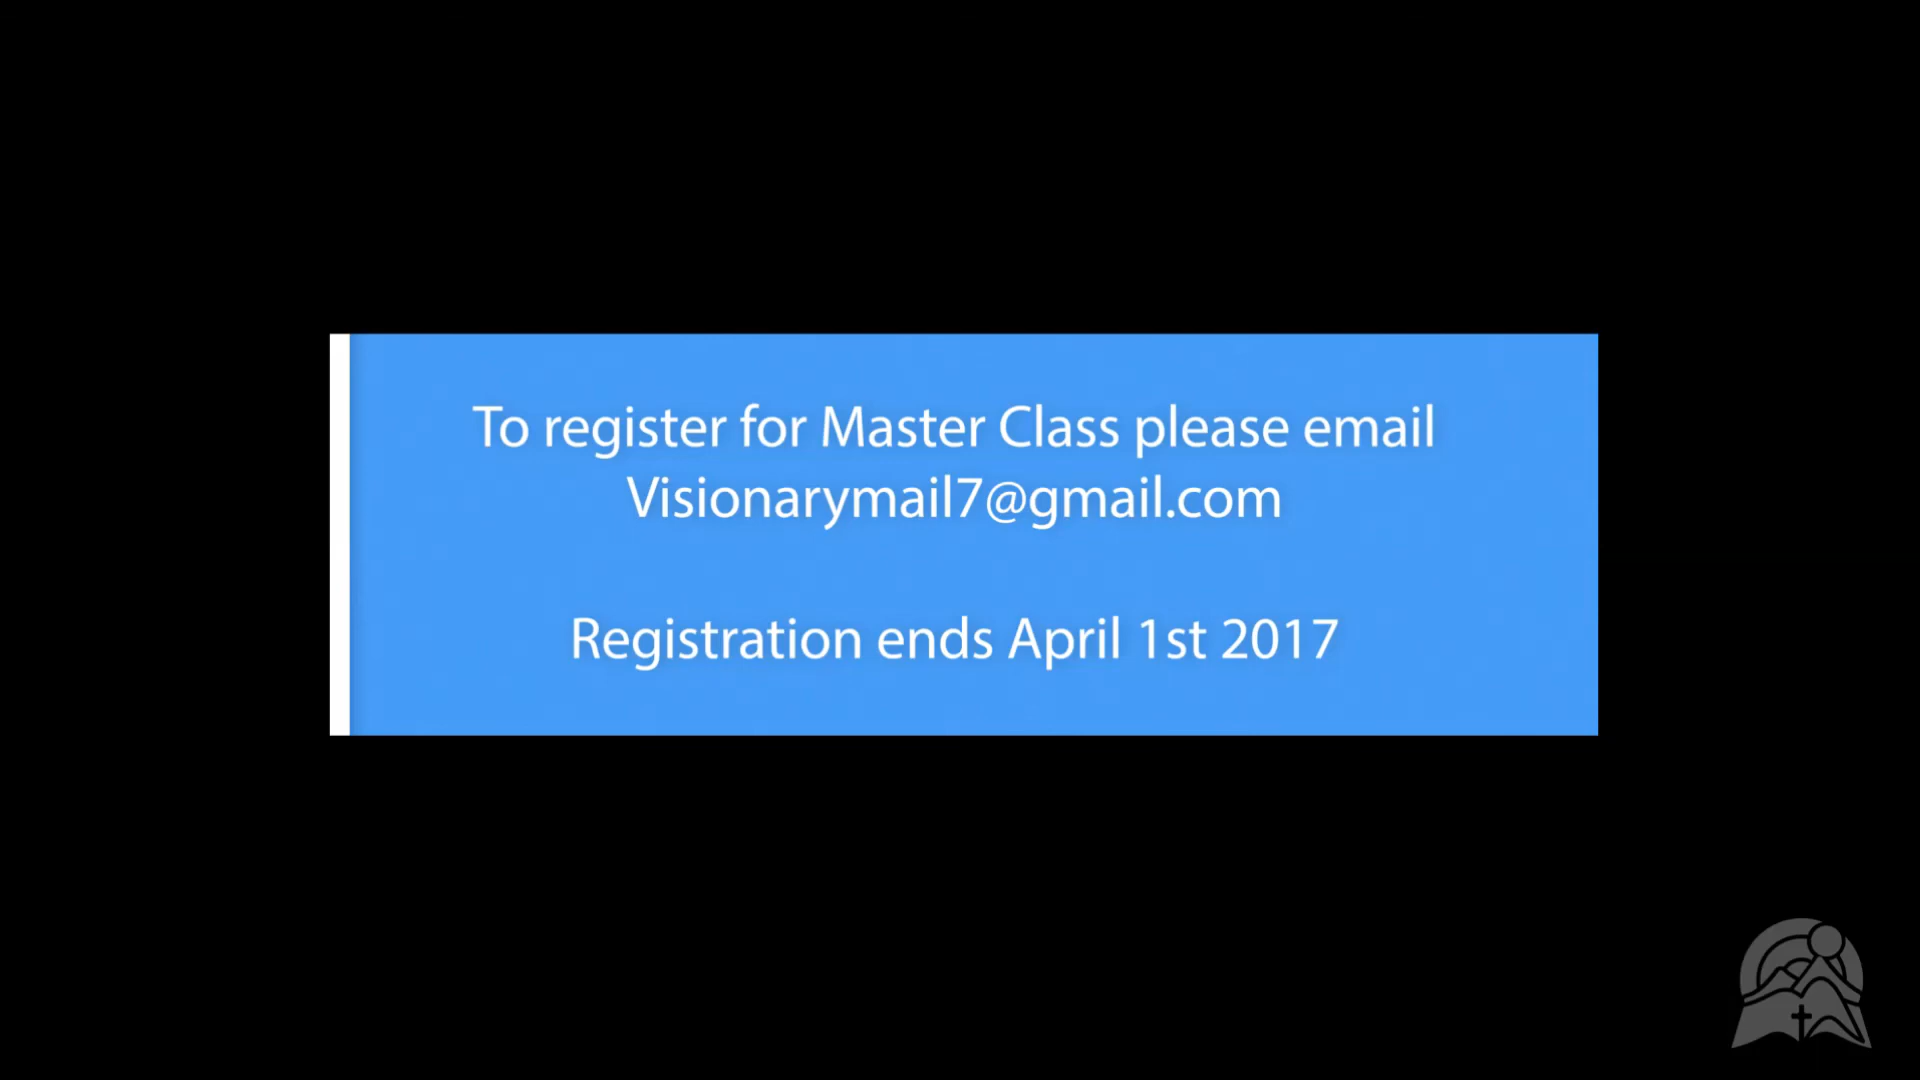 To register for Master Class please email
Visionarymail7@gmail.com
Registration ends April 1st 2017